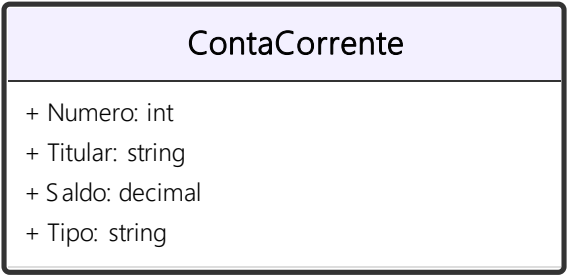 ContaCorrente
+ Numero: int
+ Titular: string
+ Saldo: decimal
+ Tipo: string